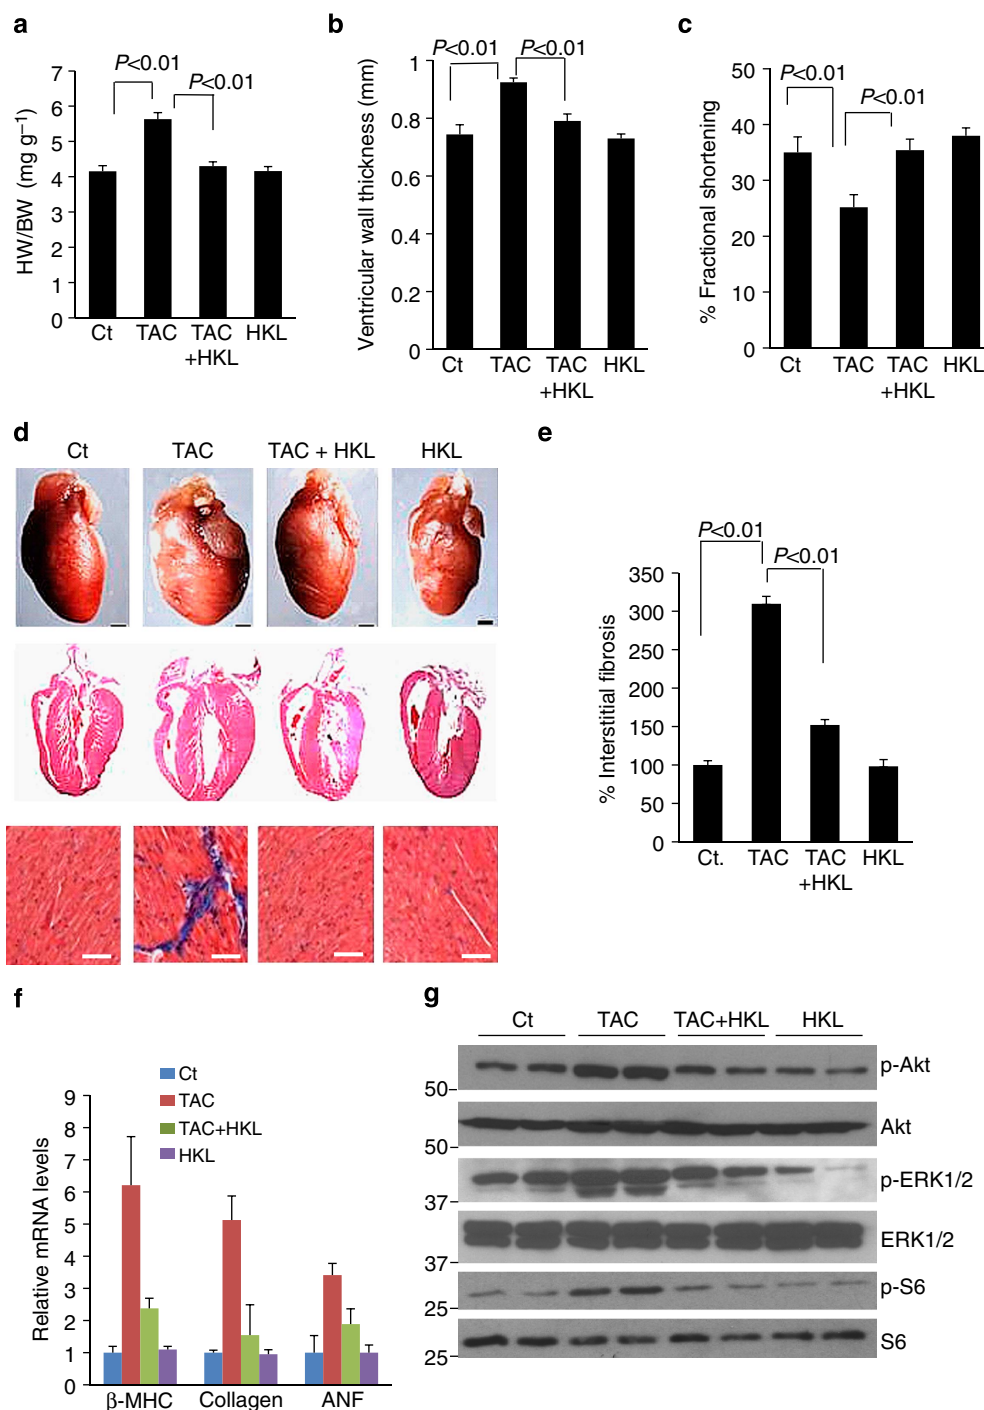 a
P<0.01
P<0.01
HW/BW (mg g⁻¹)
7
6
5
4
3
2
1
0
Ct
TAC
TAC
+HKL
HKL
b
P<0.01
P<0.01
Ventricular wall thickness (mm)
1
0.8
0.6
0.4
0.2
0
Ct
TAC
TAC
+HKL
HKL
c
P<0.01
P<0.01
% Fractional shortening
50
40
30
20
10
0
Ct
TAC
TAC
+HKL
HKL
d
Ct
TAC
TAC + HKL
HKL
e
P<0.01
P<0.01
% Interstitial fibrosis
350
300
250
200
150
100
50
0
Ct.
TAC
TAC
+HKL
HKL
f
Ct
TAC
TAC+HKL
HKL
Relative mRNA levels
9
8
7
6
5
4
3
2
1
0
β-MHC
Collagen
ANF
g
Ct
TAC
TAC+HKL
HKL
p-Akt
50
Akt
50
p-ERK1/2
37
ERK1/2
37
p-S6
25
S6
25